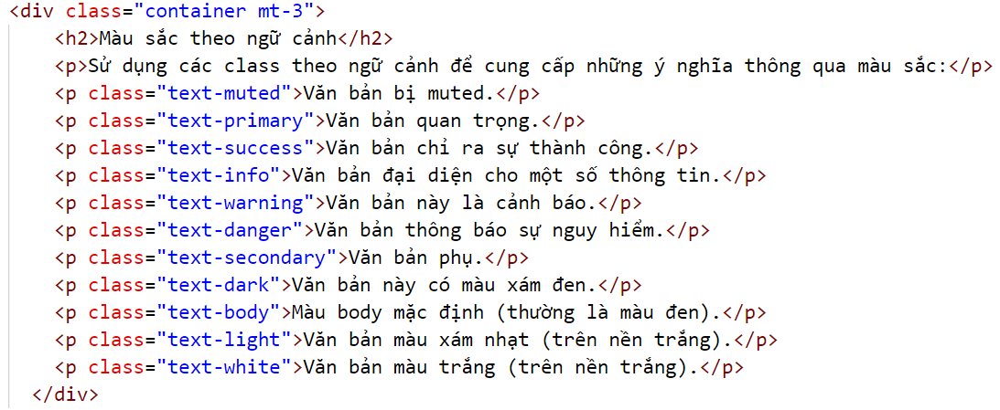 <div class="container mt-3">
<h2>Màu sắc theo ngữ cảnh</h2>
<p>Sử dụng các class theo ngữ cảnh để cung cấp những ý nghĩa thông qua màu sắc:</p>
<p class="text-muted">Văn bản bị muted.</p>
<p class="text-primary">Văn bản quan trọng.</p>
<p class="text-success">Văn bản chỉ ra sự thành công.</p>
<p class="text-info">Văn bản đại diện cho một số thông tin.</p>
<p class="text-warning">Văn bản này là cảnh báo.</p>
<p class="text-danger">Văn bản thông báo sự nguy hiểm.</p>
<p class="text-secondary">Văn bản phụ.</p>
<p class="text-dark">Văn bản này có màu xám đen.</p>
<p class="text-body">Màu body mặc định (thường là màu đen).</p>
<p class="text-light">Văn bản màu xám nhạt (trên nền trắng).</p>
<p class="text-white">Văn bản màu trắng (trên nền trắng).</p>
</div>